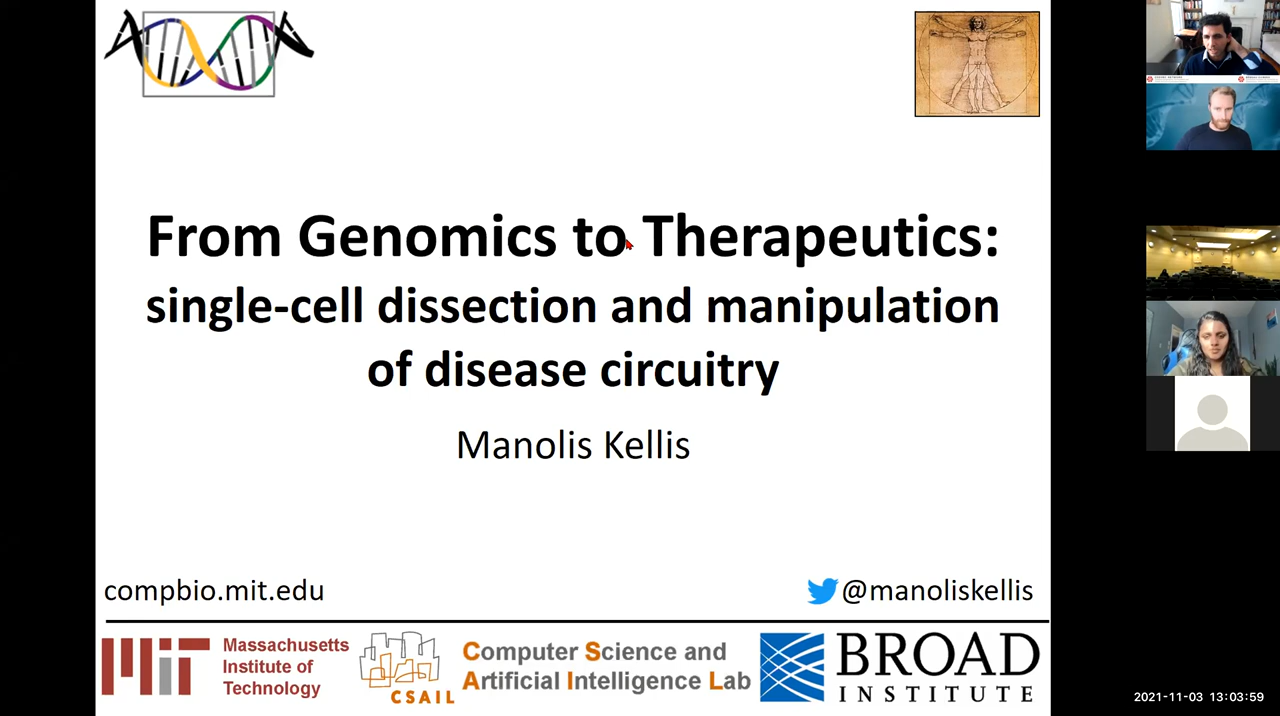 From Genomics to Therapeutics:
single-cell dissection and manipulation
of disease circuitry
Manolis Kellis
compbio.mit.edu
@manoliskellis
MIT
Massachusetts
Institute of
Technology
CSAIL
Computer Science and
Artificial Intelligence Lab
BROAD
INSTITUTE
2021-11-03 13:03:59